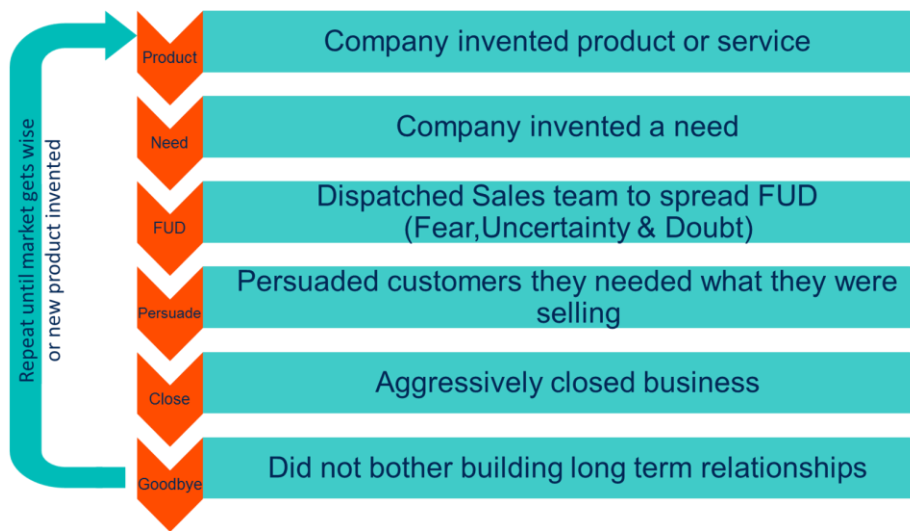 Repeat until market gets wise
or new product invented
Product
Company invented product or service
Need
Company invented a need
FUD
Dispatched Sales team to spread FUD
(Fear,Uncertainty & Doubt)
Persuade
Persuaded customers they needed what they were
selling
Close
Aggressively closed business
Goodbye
Did not bother building long term relationships